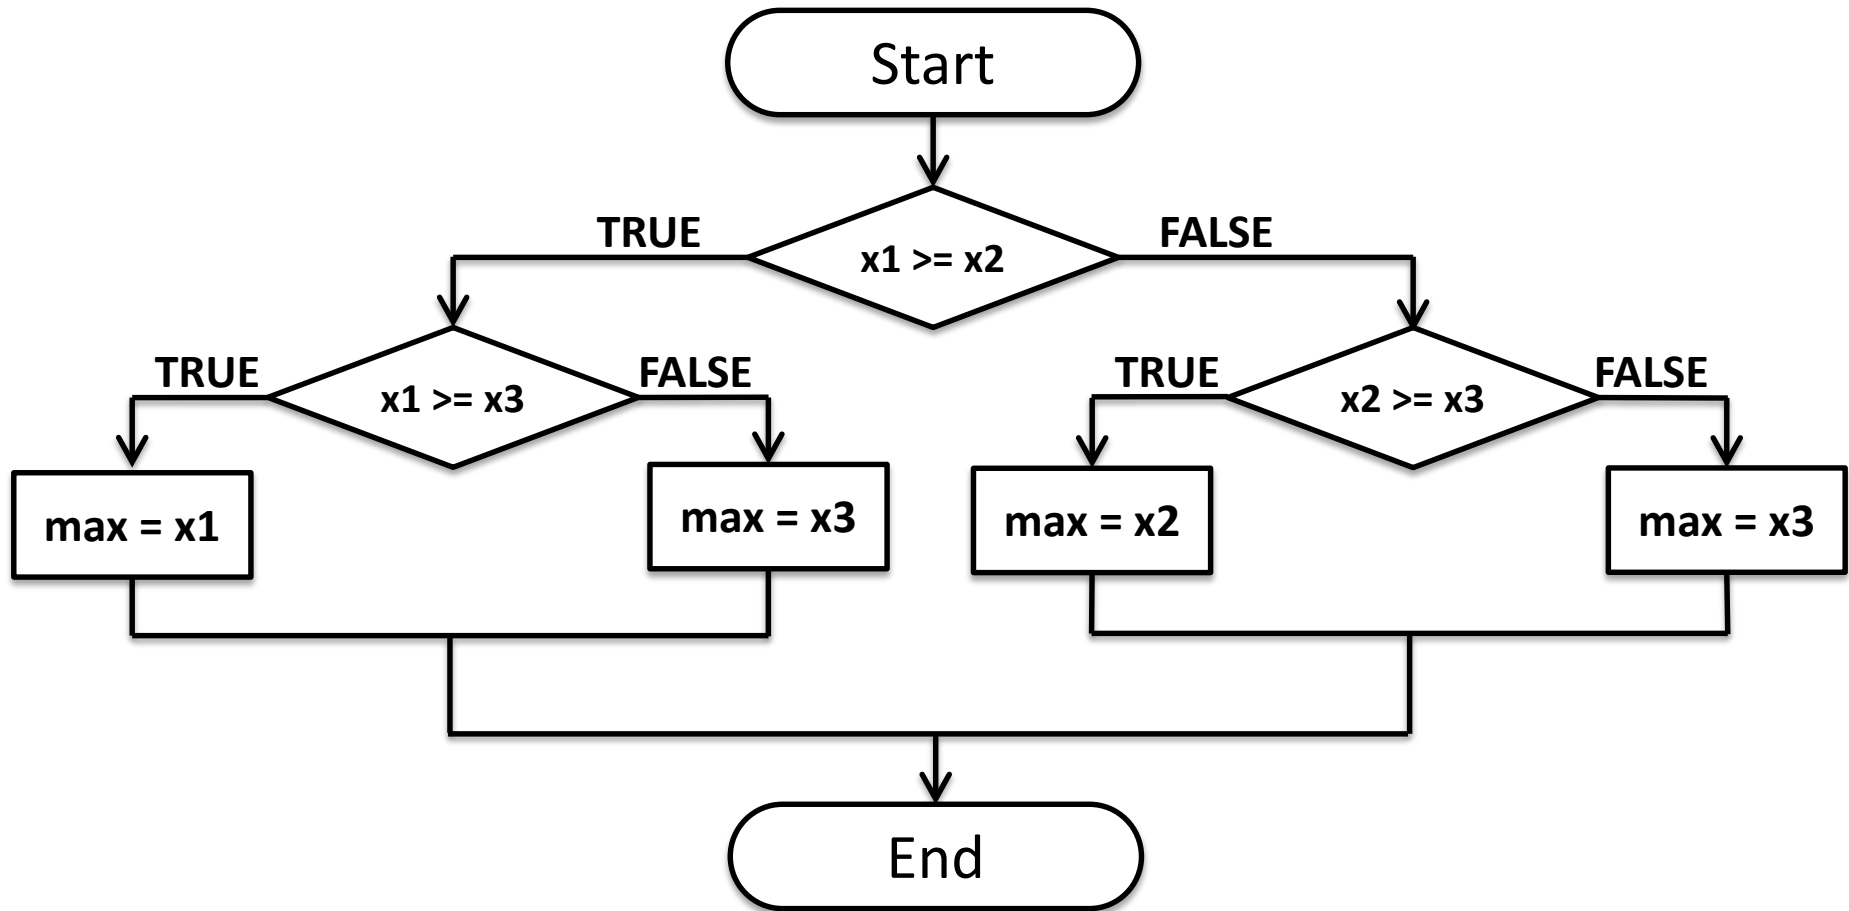 Start
TRUE
FALSE
x1 >= x2
TRUE
x1 >= x3
FALSE
TRUE
x2 >= x3
FALSE
max = x1
max = x3
max = x2
max = x3
End